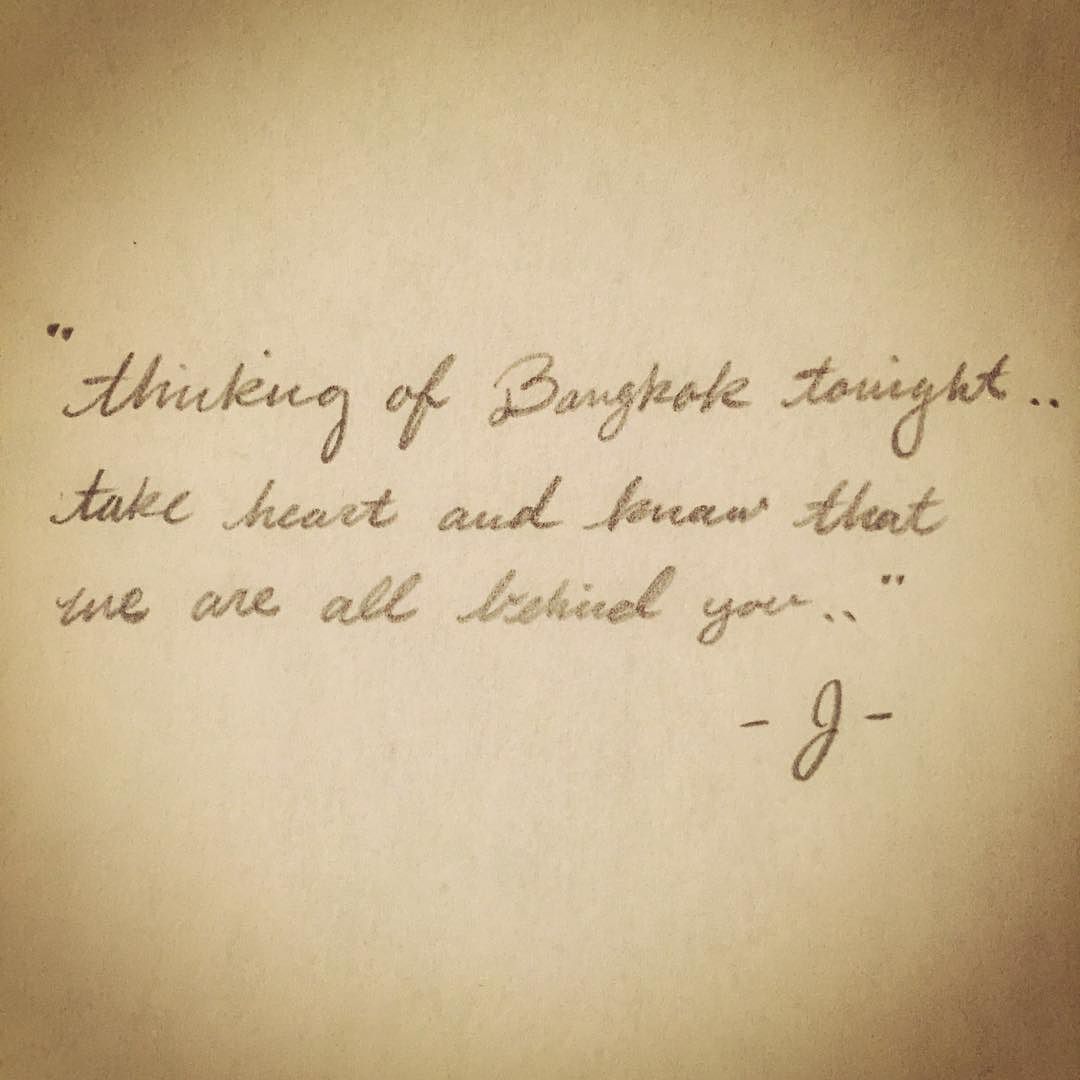 "thinking of Bangkok tonight..
take heart and know that
we are all behind you.."
- J -